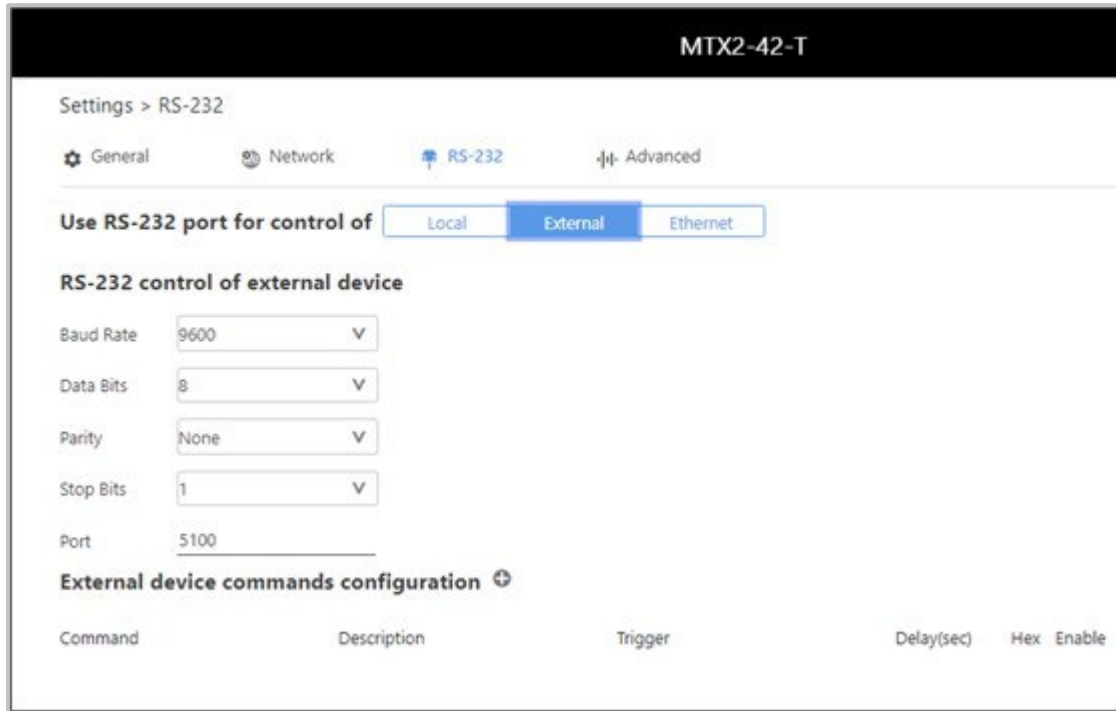 MTX2-42-T
Settings > RS-232
General Network RS-232 Advanced
Use RS-232 port for control of Local External Ethernet
RS-232 control of external device
Baud Rate 9600
Data Bits 8
Parity None
Stop Bits 1
Port 5100
External device commands configuration
Command Description Trigger Delay(sec) Hex Enable